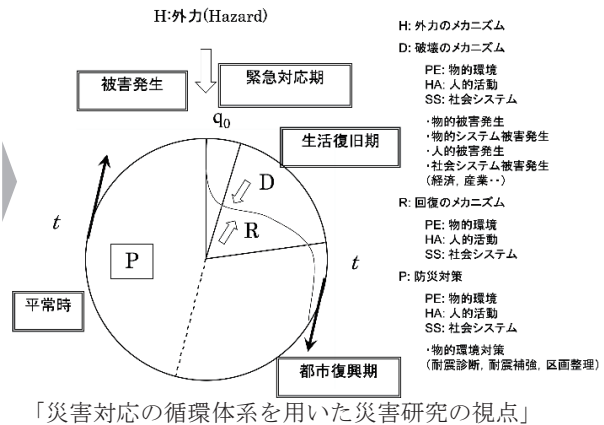 H:外力(Hazard)
被害発生
緊急対応期
q0
生活復旧期
D
R
t
P
t
平常時
都市復興期
H: 外力のメカニズム
D: 破壊のメカニズム
PE: 物的環境
HA: 人的活動
SS: 社会システム
・物的被害発生
・物的システム被害発生
・人的被害発生
・社会システム被害発生
(経済, 産業・・)
R: 回復のメカニズム
PE: 物的環境
HA: 人的活動
SS: 社会システム
P: 防災対策
PE: 物的環境
HA: 人的活動
SS: 社会システム
・物的環境対策
(耐震診断, 耐震補強, 区画整理)
「災害対応の循環体系を用いた災害研究の視点」